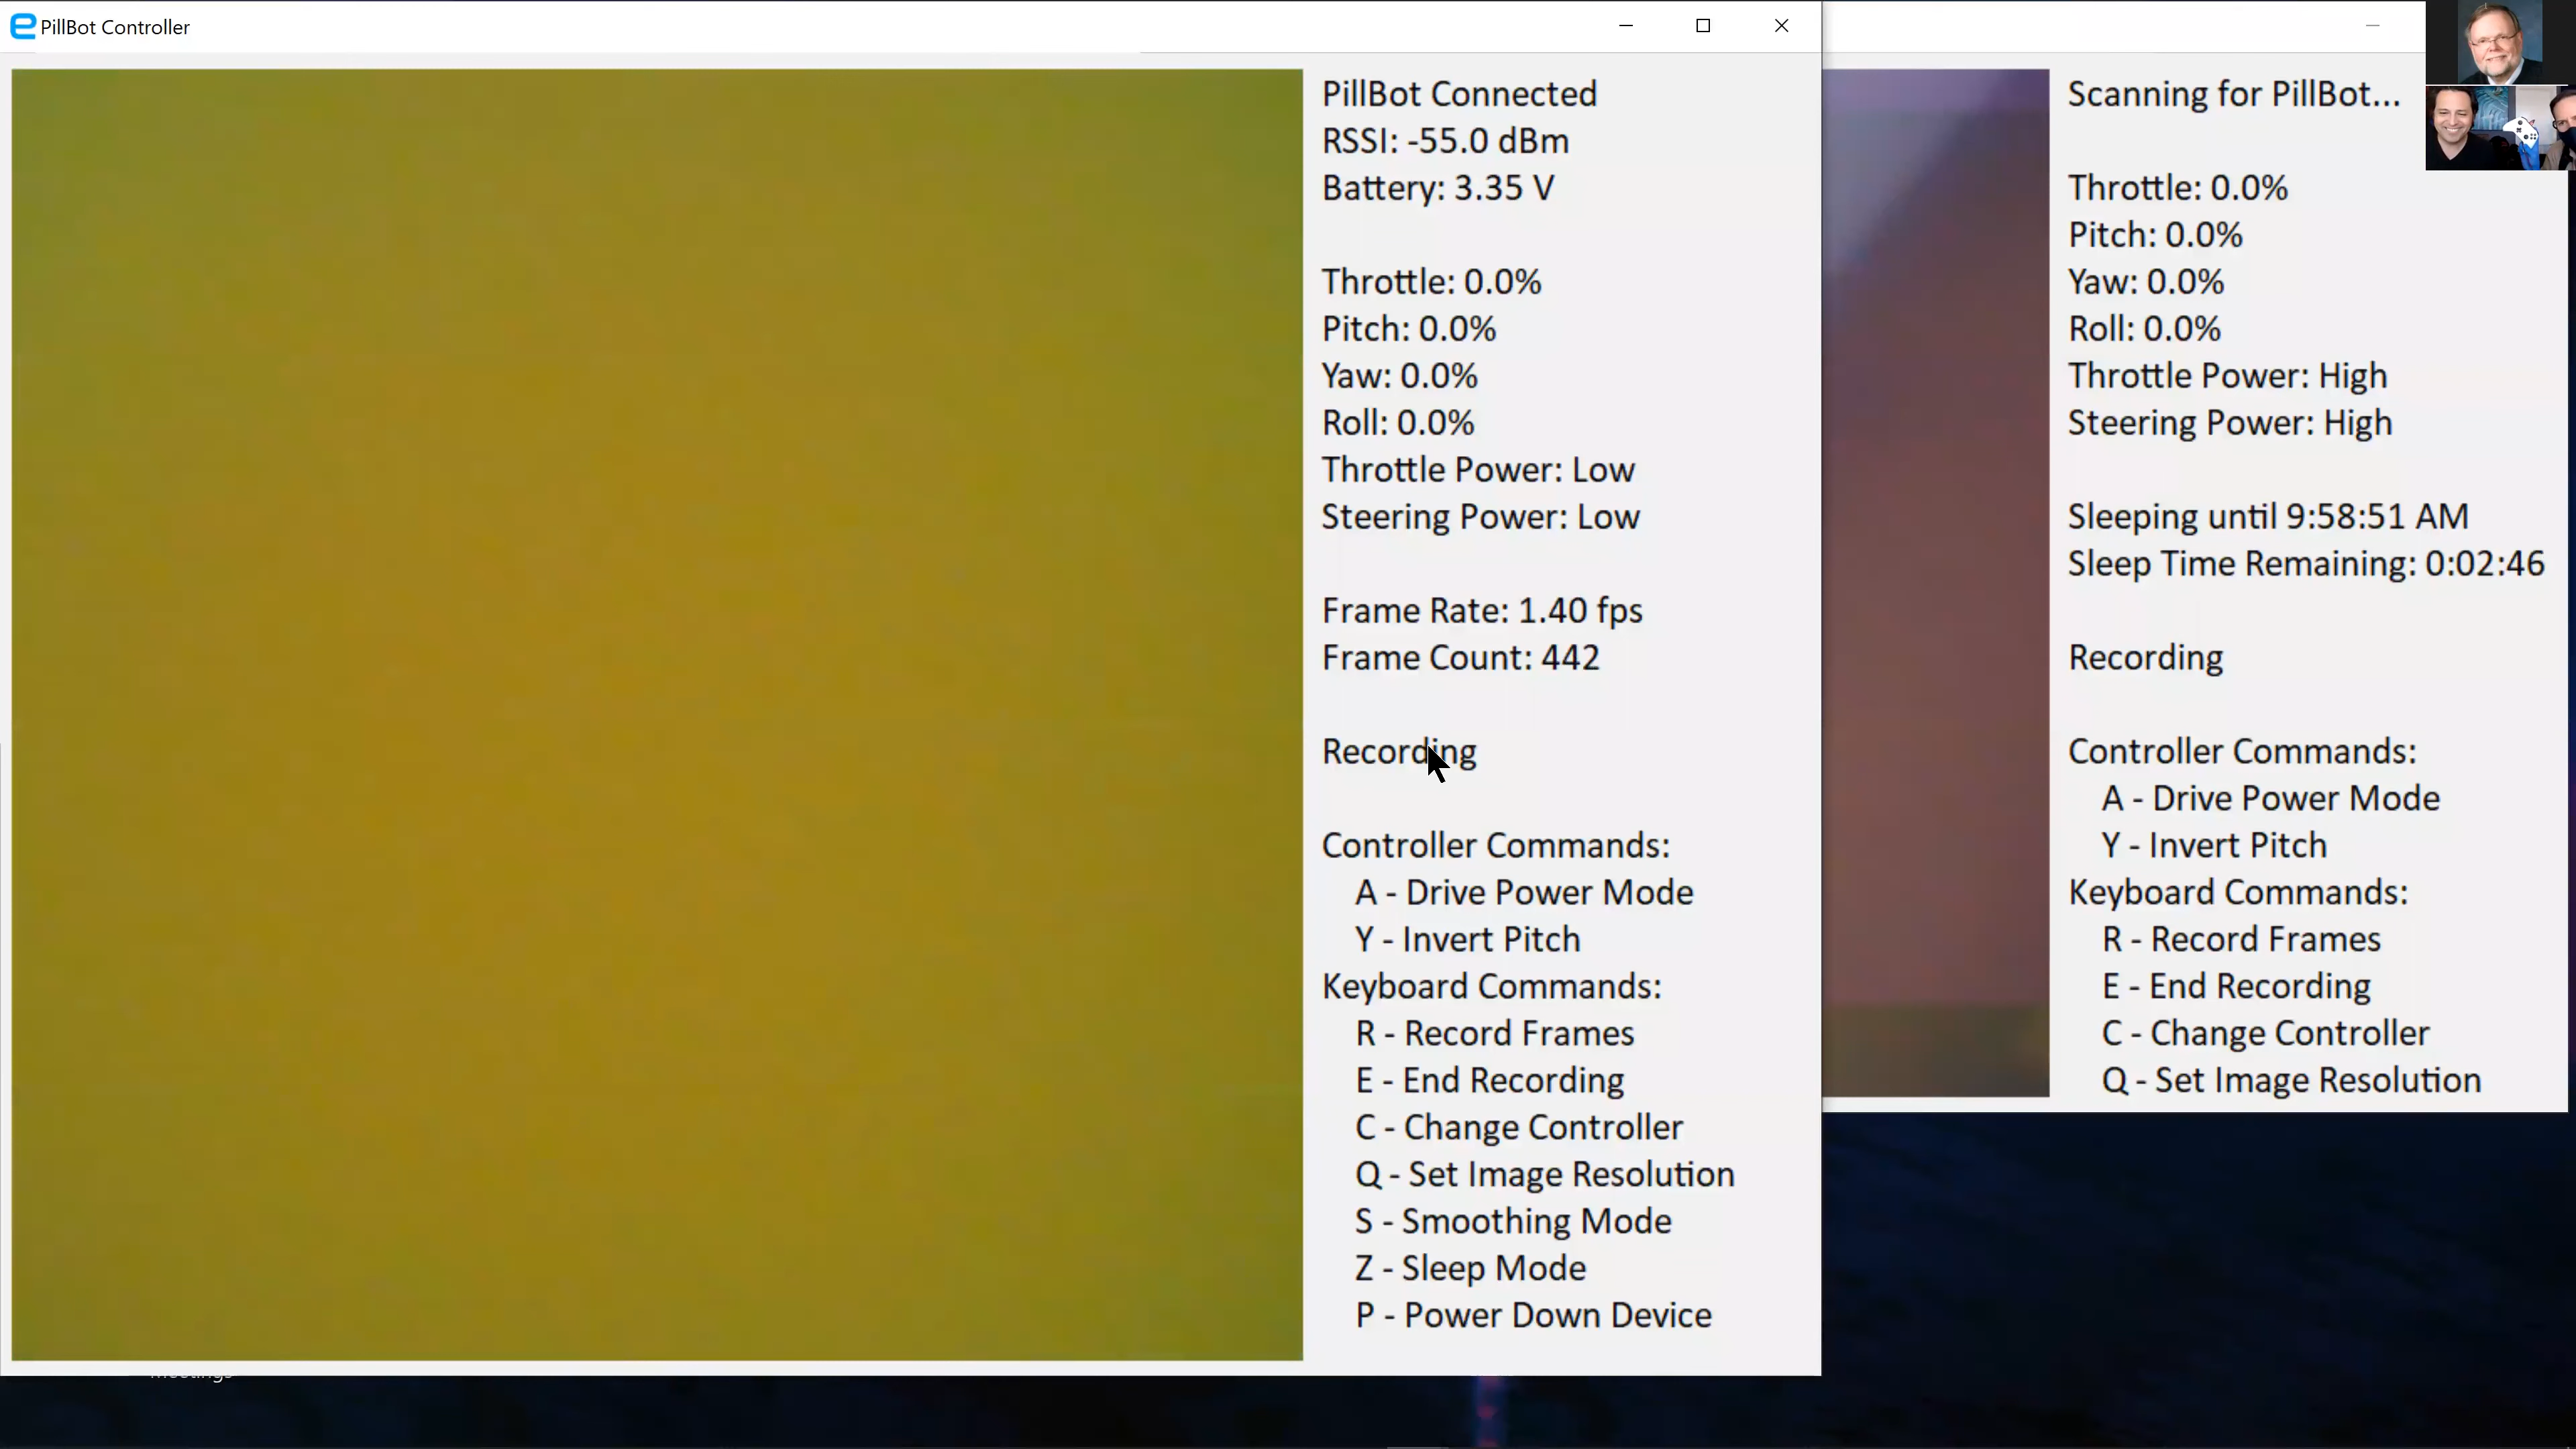 PillBot Controller
PillBot Connected
RSSI: -55.0 dBm
Battery: 3.35 V
Throttle: 0.0%
Pitch: 0.0%
Yaw: 0.0%
Roll: 0.0%
Throttle Power: Low
Steering Power: Low
Frame Rate: 1.40 fps
Frame Count: 442
Recording
Controller Commands:
A - Drive Power Mode
Y - Invert Pitch
Keyboard Commands:
R - Record Frames
E - End Recording
C - Change Controller
Q - Set Image Resolution
S - Smoothing Mode
Z - Sleep Mode
P - Power Down Device
Scanning for PillBot...
Throttle: 0.0%
Pitch: 0.0%
Yaw: 0.0%
Roll: 0.0%
Throttle Power: High
Steering Power: High
Sleeping until 9:58:51 AM
Sleep Time Remaining: 0:02:46
Recording
Controller Commands:
A - Drive Power Mode
Y - Invert Pitch
Keyboard Commands:
R - Record Frames
E - End Recording
C - Change Controller
Q - Set Image Resolution